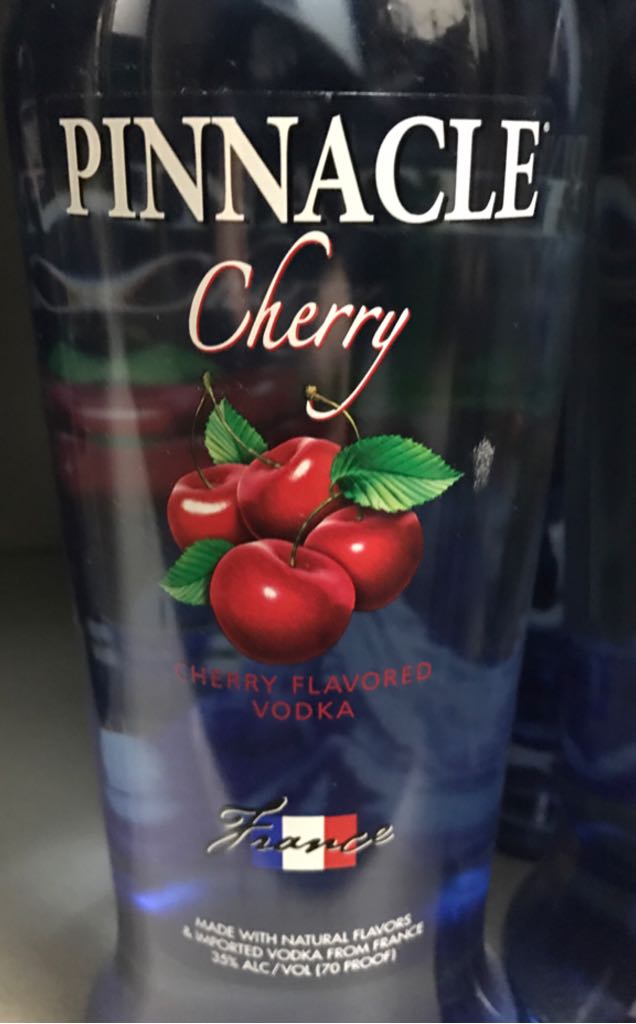 PINNACLE
Cherry
CHERRY FLAVORED
VODKA
France
MADE WITH NATURAL FLAVORS
& IMPORTED VODKA FROM FRANCE
35% ALC/VOL (70 PROOF)